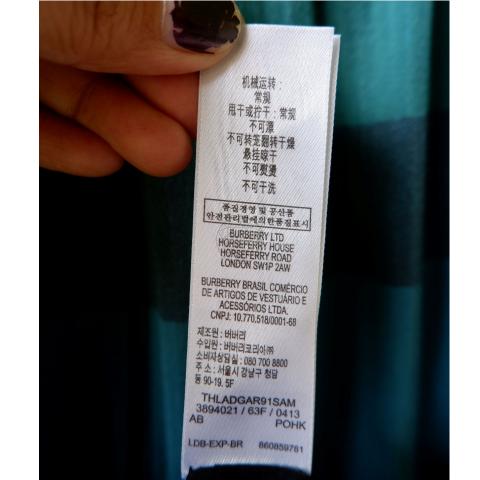 机械运转：
常规
甩干或拧干：常规
不可漂
不可转笼翻转干燥
悬挂晾干
不可熨烫
不可干洗
품질경영 및 공산품
안전관리법에의한품질표시
BURBERRY LTD
HORSEFERRY HOUSE
HORSEFERRY ROAD
LONDON SW1P 2AW
BURBERRY BRASIL COMÉRCIO
DE ARTIGOS DE VESTUÁRIO E
ACESSÓRIOS LTDA.
CNPJ: 10.770.518/0001-68
제조원 : 버버리
수입원 : 버버리코리아㈜
소비자상담실 : 080 700 8800
주 소 : 서울시 강남구 청담
동 90-19. 5F
THLADGAR91SAM
3894021 / 63F / 0413
AB POHK
LDB-EXP-BR 860859761